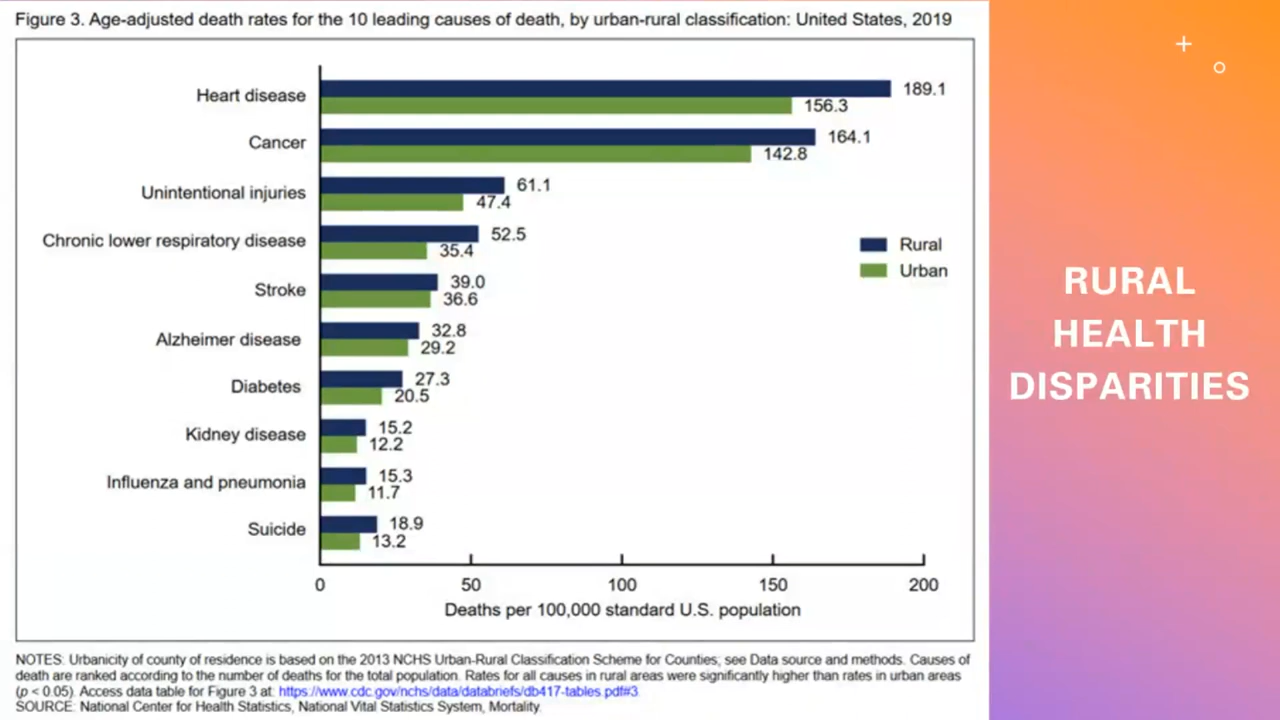 Figure 3. Age-adjusted death rates for the 10 leading causes of death, by urban-rural classification: United States, 2019
Heart disease
189.1
156.3
Cancer
164.1
142.8
Unintentional injuries
61.1
47.4
Chronic lower respiratory disease
52.5
35.4
Stroke
39.0
36.6
Alzheimer disease
32.8
29.2
Diabetes
27.3
20.5
Kidney disease
15.2
12.2
Influenza and pneumonia
15.3
11.7
Suicide
18.9
13.2
Rural
Urban
0 50 100 150 200
Deaths per 100,000 standard U.S. population
NOTES: Urbanicity of county of residence is based on the 2013 NCHS Urban-Rural Classification Scheme for Counties; see Data source and methods. Causes of
death are ranked according to the number of deaths for the total population. Rates for all causes in rural areas were significantly higher than rates in urban areas
(p < 0.05). Access data table for Figure 3 at: https://www.cdc.gov/nchs/data/databriefs/db417-tables.pdf#3.
SOURCE: National Center for Health Statistics, National Vital Statistics System, Mortality.
RURAL
HEALTH
DISPARITIES